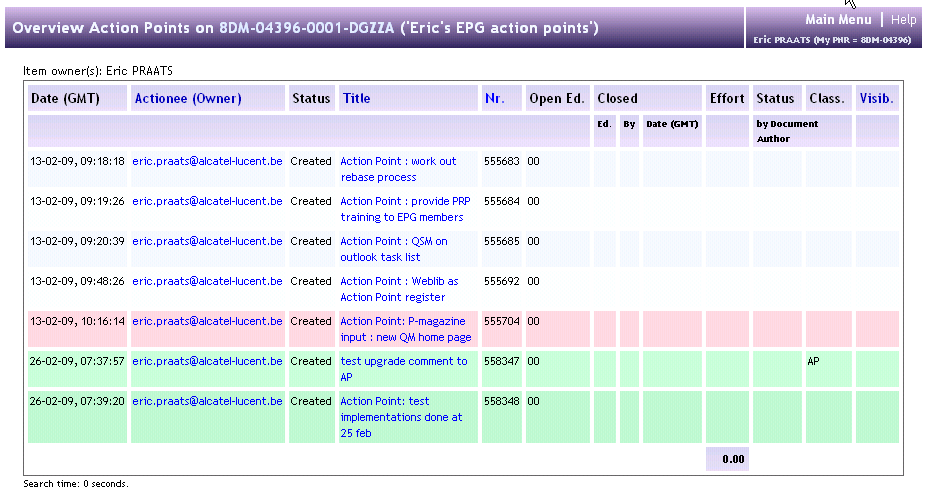 Overview Action Points on 8DM-04396-0001-DGZZA ('Eric's EPG action points')
Main Menu | Help
Eric PRAATS (My PHR = 8DM-04396)
Item owner(s): Eric PRAATS
Date (GMT) Actionee (Owner) Status Title Nr. Open Ed. Closed Effort Status Class. Visib.
Ed. By Date (GMT) by Document
Author
13-02-09, 09:18:18 eric.praats@alcatel-lucent.be Created Action Point : work out 555683 00
rebase process
13-02-09, 09:19:26 eric.praats@alcatel-lucent.be Created Action Point : provide PRP 555684 00
training to EPG members
13-02-09, 09:20:39 eric.praats@alcatel-lucent.be Created Action Point : QSM on 555685 00
outlook task list
13-02-09, 09:48:26 eric.praats@alcatel-lucent.be Created Action Point : Weblib as 555692 00
Action Point register
13-02-09, 10:16:14 eric.praats@alcatel-lucent.be Created Action Point: P-magazine 555704 00
input : new QM home page
26-02-09, 07:37:57 eric.praats@alcatel-lucent.be Created test upgrade comment to 558347 00 AP
AP
26-02-09, 07:39:20 eric.praats@alcatel-lucent.be Created Action Point: test 558348 00
implementations done at
25 feb
0.00
Search time: 0 seconds.